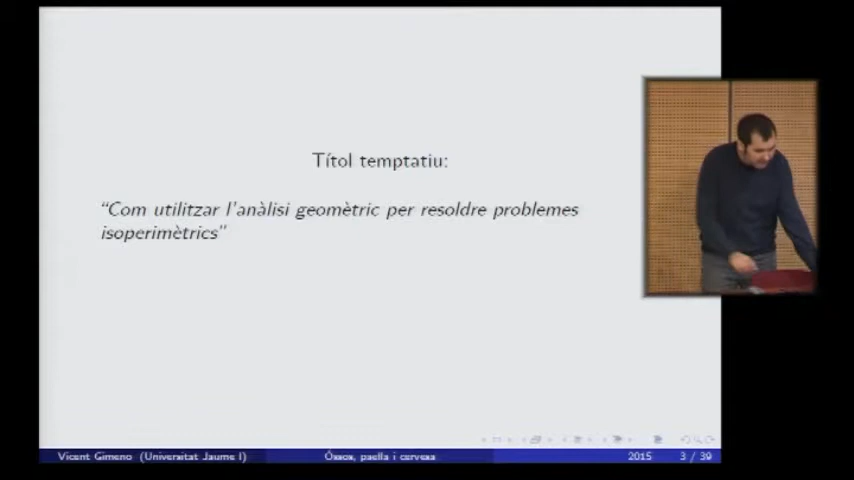 Títol temptatiu:
“Com utilitzar l'anàlisi geomètric per resoldre problemes
isoperimètrics”
Vicent Gimeno (Universitat Jaume I)
Óssos, paella i cervesa
2015
3 / 39